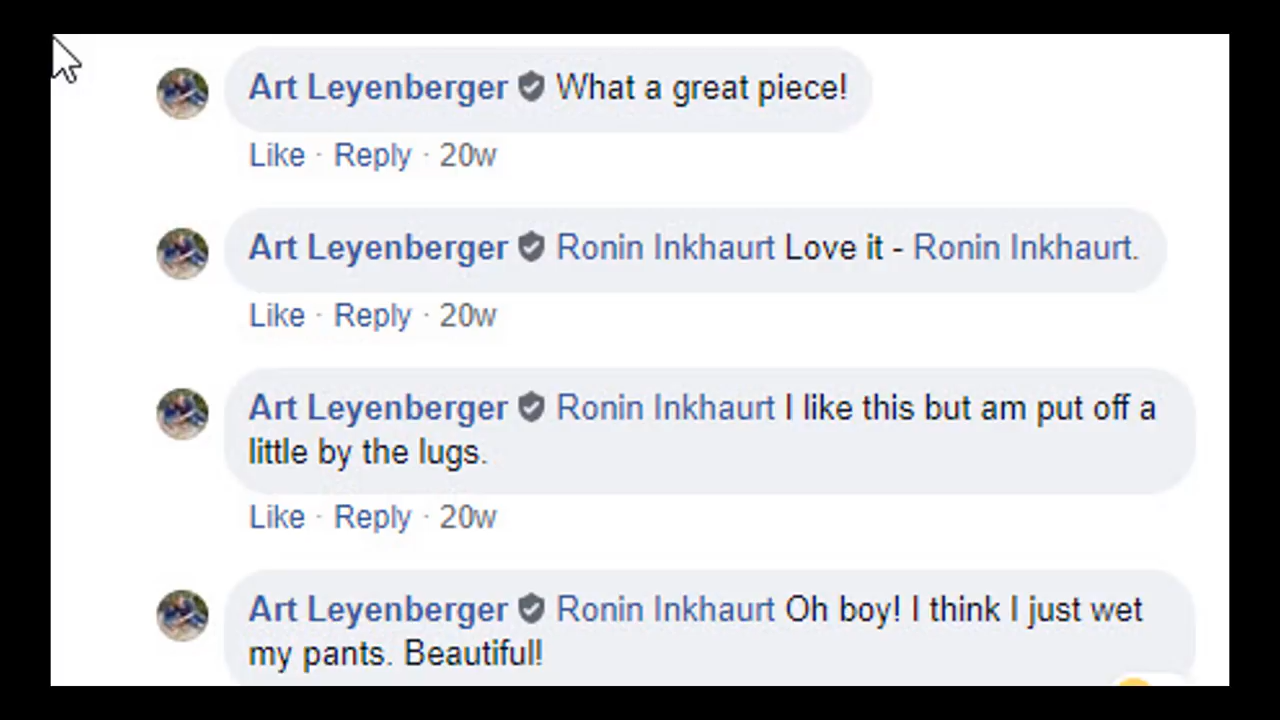 Art Leyenberger What a great piece!
Like · Reply · 20w
Art Leyenberger Ronin Inkhaurt Love it - Ronin Inkhaurt.
Like · Reply · 20w
Art Leyenberger Ronin Inkhaurt I like this but am put off a
little by the lugs.
Like · Reply · 20w
Art Leyenberger Ronin Inkhaurt Oh boy! I think I just wet
my pants. Beautiful!